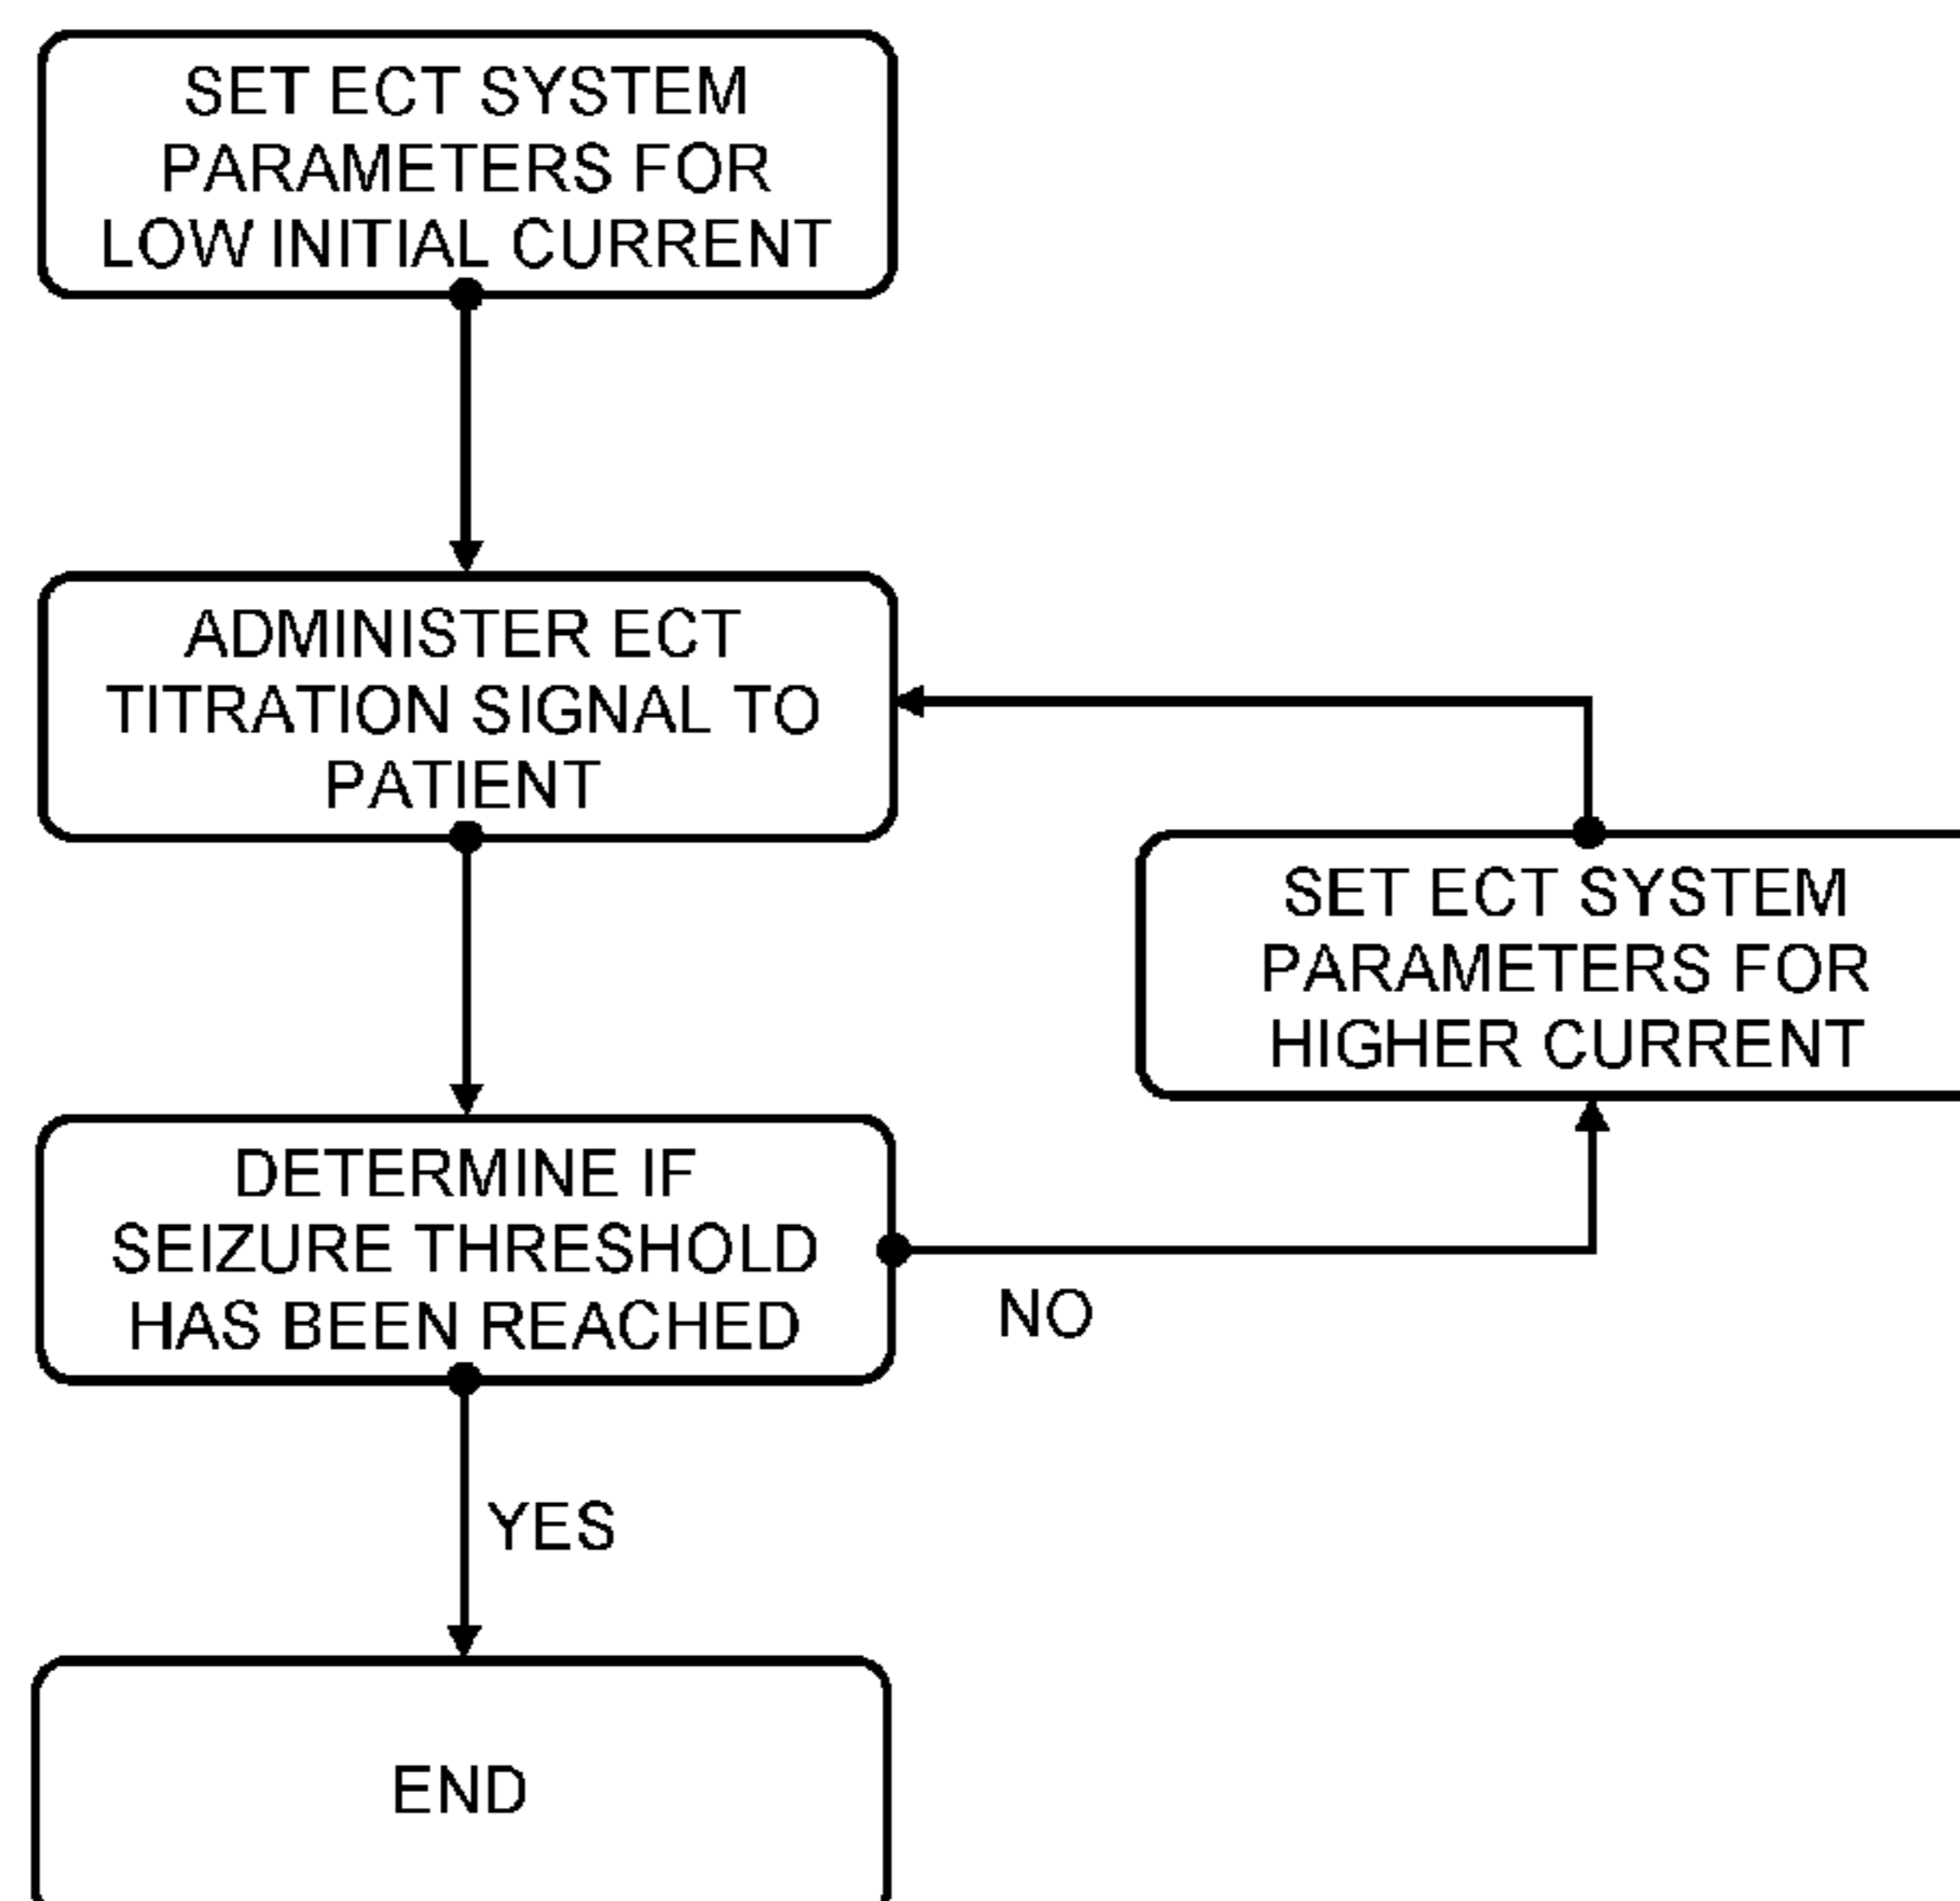 SET ECT SYSTEM
PARAMETERS FOR
LOW INITIAL CURRENT
ADMINISTER ECT
TITRATION SIGNAL TO
PATIENT
SET ECT SYSTEM
PARAMETERS FOR
HIGHER CURRENT
DETERMINE IF
SEIZURE THRESHOLD
HAS BEEN REACHED
NO
YES
END